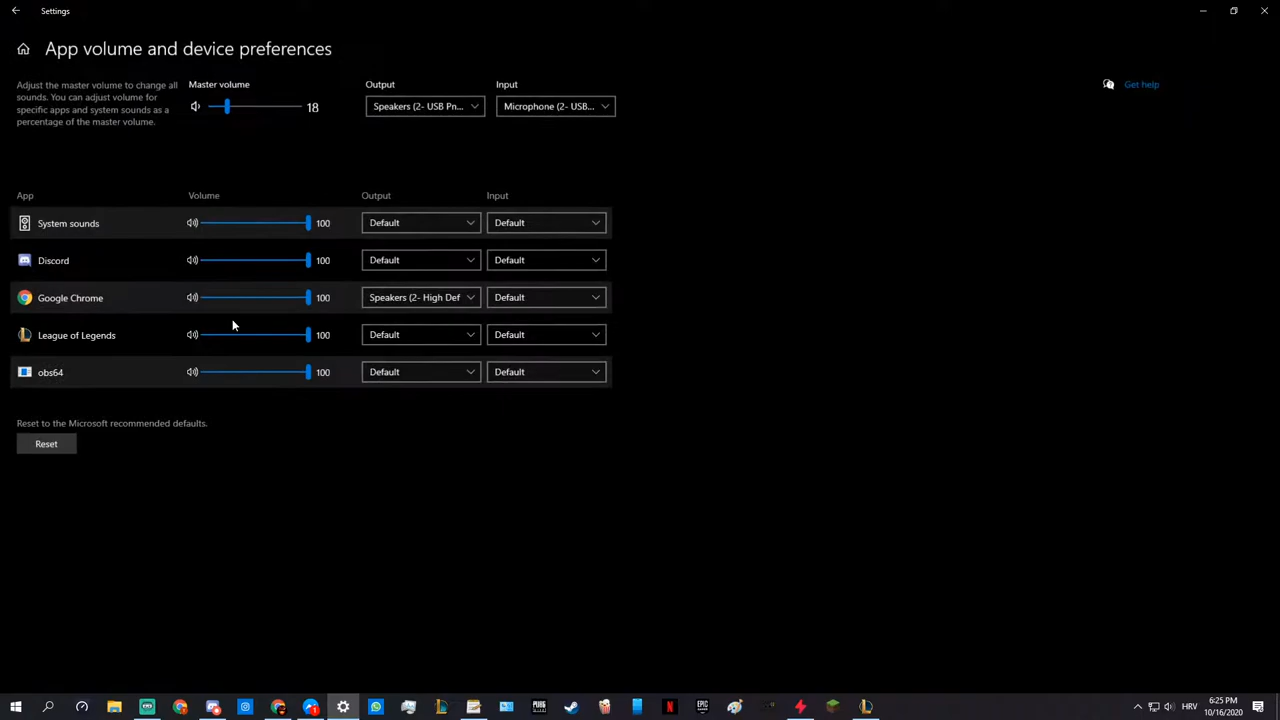 Settings
App volume and device preferences
Adjust the master volume to change all
sounds. You can adjust volume for
specific apps and system sounds as a
percentage of the master volume.
Master volume
18
Output
Speakers (2- USB Pn...
Input
Microphone (2- USB...
Get help
App Volume Output Input
System sounds 100 Default Default
Discord 100 Default Default
Google Chrome 100 Speakers (2- High Def Default
League of Legends 100 Default Default
obs64 100 Default Default
Reset to the Microsoft recommended defaults.
Reset
HRV
6:25 PM
10/16/2020